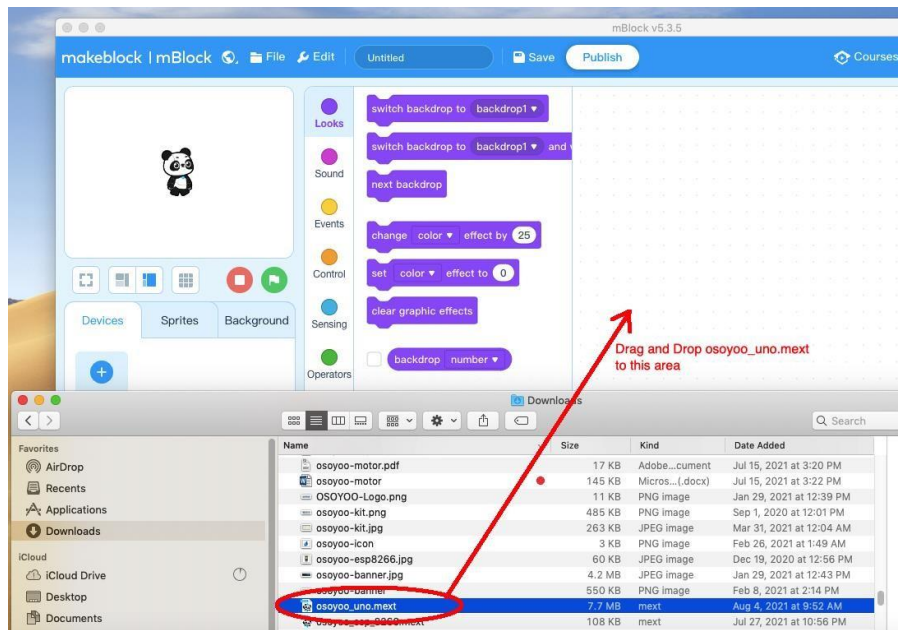 mBlock v5.3.5
makeblock | mBlock File Edit Untitled Save Publish Courses
Looks
Sound
Events
Control
Sensing
Operators
switch backdrop to backdrop1
switch backdrop to backdrop1 and
next backdrop
change color effect by 25
set color effect to 0
clear graphic effects
backdrop number
Devices Sprites Background
Drag and Drop osoyoo_uno.mext
to this area
Downloads
Search
Favorites
AirDrop
Recents
Applications
Downloads
iCloud
iCloud Drive
Desktop
Documents
Name Size Kind Date Added
osoyoo-motor.pdf 17 KB Adobe...cument Jul 15, 2021 at 3:20 PM
osoyoo-motor 145 KB Micros...(.docx) Jul 15, 2021 at 3:22 PM
OSOYOO-Logo.png 11 KB PNG image Jan 29, 2021 at 12:39 PM
osoyoo-kit.png 485 KB PNG image Sep 1, 2020 at 12:01 PM
osoyoo-kit.jpg 263 KB JPEG image Mar 31, 2021 at 12:04 AM
osoyoo-icon 3 KB PNG image Feb 26, 2021 at 1:49 AM
osoyoo-esp8266.jpg 60 KB JPEG image Dec 19, 2020 at 12:56 PM
osoyoo-banner.jpg 4.2 MB JPEG image Jan 29, 2021 at 12:43 PM
osoyoo-banner 550 KB PNG image Feb 8, 2021 at 2:14 PM
osoyoo_uno.mext 7.7 MB mext Aug 4, 2021 at 9:52 AM
osoyoo_esp_8266.mext 108 KB mext Jul 27, 2021 at 10:56 PM